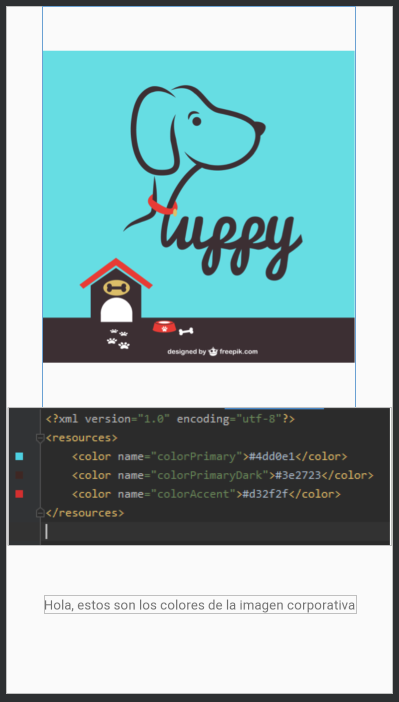 uppy
designed by freepik.com
<?xml version="1.0" encoding="utf-8"?>
<resources>
<color name="colorPrimary">#4dd0e1</color>
<color name="colorPrimaryDark">#3e2723</color>
<color name="colorAccent">#d32f2f</color>
</resources>
Hola, estos son los colores de la imagen corporativa